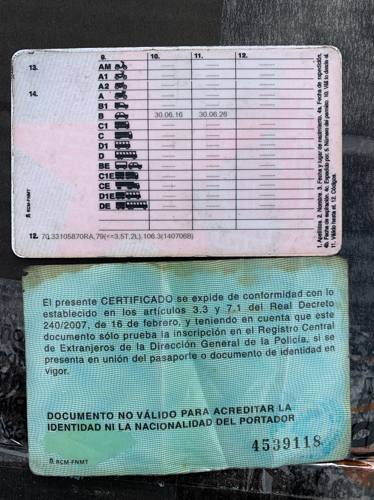 9. 10. 11. 12.
13. AM
A1
14. A2
A
B1
B 30.06.16 30.06.26
C1
C
D1
D
BE
C1E
CE
D1E
DE
12. 70.33105870RA,79(<=3.5T,2L),106.3(140706B)
RCM-FNMT
1. Apellidos. 2. Nombre. 3. Fecha y lugar de nacimiento. 4a. Fecha de expedición.
4b. Fecha de expiración. 4c. Expedido por. 5. Número del permiso. 10. Válido desde el.
11. Válido hasta el. 12. Códigos.
El presente CERTIFICADO se expide de conformidad con lo
establecido en los artículos 3.3 y 7.1 del Real Decreto
240/2007, de 16 de febrero, y teniendo en cuenta que este
documento sólo prueba la inscripción en el Registro Central
de Extranjeros de la Dirección General de la Policía, si se
presenta en unión del pasaporte o documento de identidad en
vigor.
DOCUMENTO NO VÁLIDO PARA ACREDITAR LA
IDENTIDAD NI LA NACIONALIDAD DEL PORTADOR
4539118
RCM-FNMT